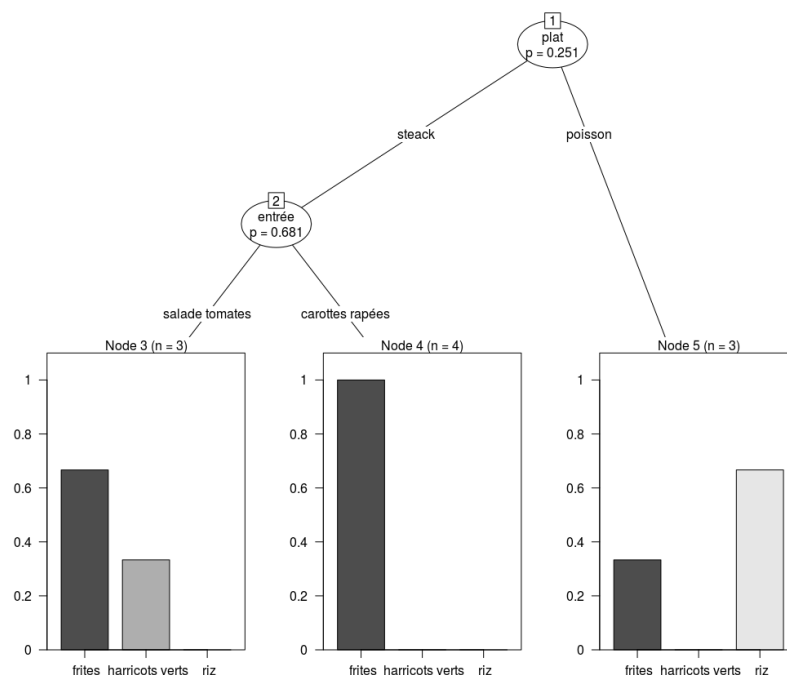 1
plat
p = 0.251
steack
poisson
2
entrée
p = 0.681
salade tomates
carottes rapées
Node 3 (n = 3)
1
0.8
0.6
0.4
0.2
0
frites harricots verts riz
Node 4 (n = 4)
1
0.8
0.6
0.4
0.2
0
frites harricots verts riz
Node 5 (n = 3)
1
0.8
0.6
0.4
0.2
0
frites harricots verts riz